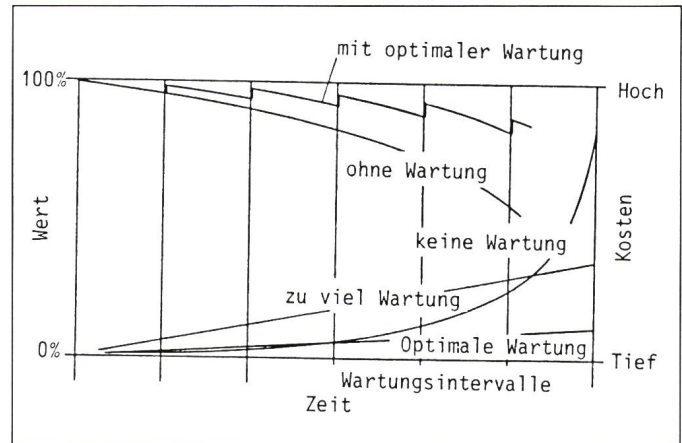 mit optimaler Wartung
100%
Hoch
ohne Wartung
Wert
Kosten
keine Wartung
zu viel Wartung
0%
Optimale Wartung
Tief
Wartungsintervalle
Zeit